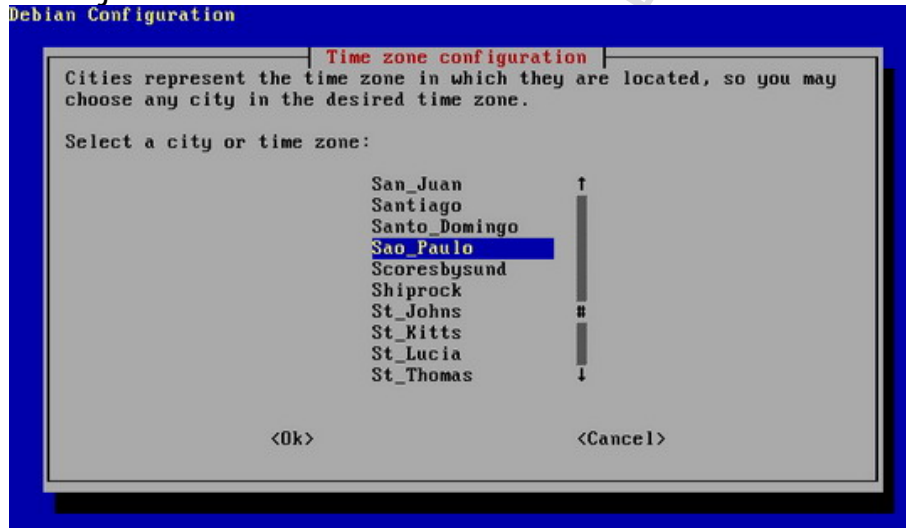 Debian Configuration
Time zone configuration
Cities represent the time zone in which they are located, so you may
choose any city in the desired time zone.
Select a city or time zone:
San_Juan
Santiago
Santo_Domingo
Sao_Paulo
Scoresbysund
Shiprock
St_Johns
St_Kitts
St_Lucia
St_Thomas
<Ok> <Cancel>